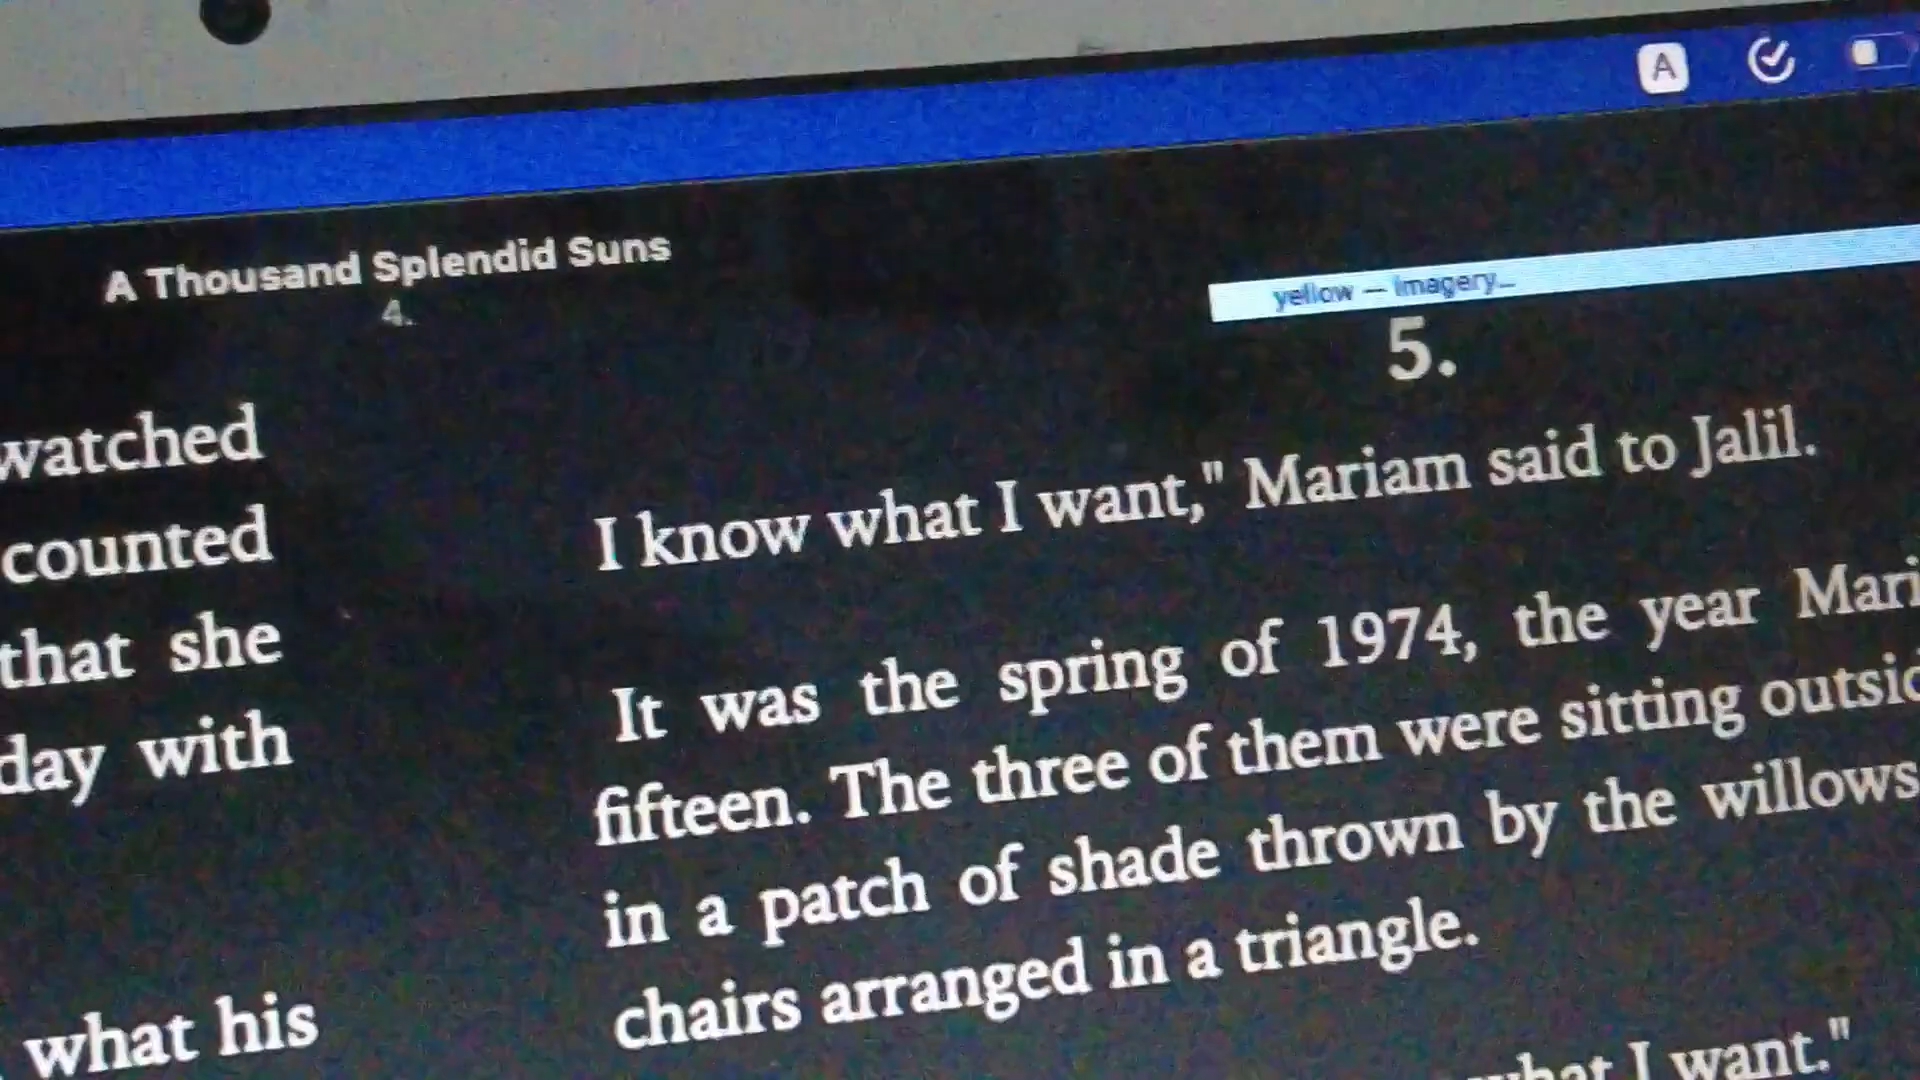 A
A Thousand Splendid Suns
4.
watched
counted
that she
day with
what his
yellow — Imagery...
5.
I know what I want," Mariam said to Jalil.
It was the spring of 1974, the year Mari
fifteen. The three of them were sitting outsid
in a patch of shade thrown by the willows
chairs arranged in a triangle.
what I want."